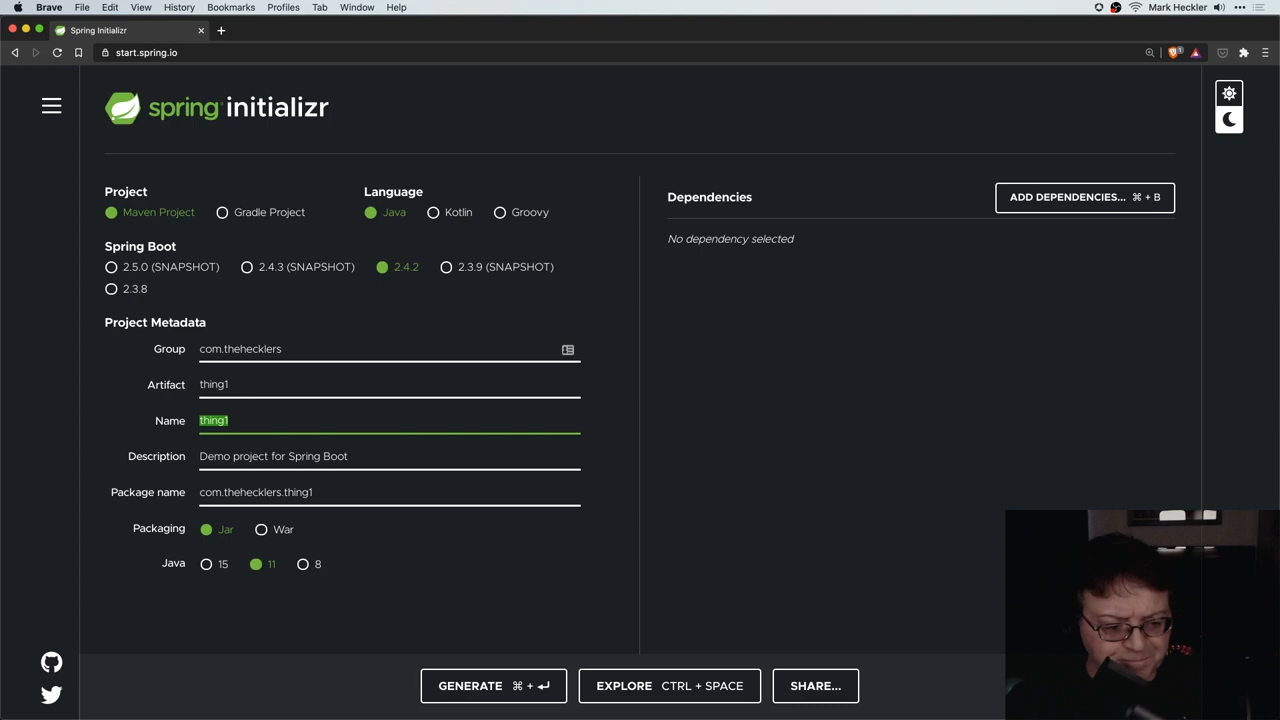 Brave File Edit View History Bookmarks Profiles Tab Window Help Mark Heckler
Spring Initializr
start.spring.io
1
spring initializr
Project
Maven Project Gradle Project
Language
Java Kotlin Groovy
Spring Boot
2.5.0 (SNAPSHOT) 2.4.3 (SNAPSHOT) 2.4.2 2.3.9 (SNAPSHOT)
2.3.8
Project Metadata
Group com.thehecklers
Artifact thing1
Name thing1
Description Demo project for Spring Boot
Package name com.thehecklers.thing1
Packaging Jar War
Java 15 11 8
Dependencies
ADD DEPENDENCIES... ⌘ + B
No dependency selected
GENERATE ⌘ + ↵
EXPLORE CTRL + SPACE
SHARE...